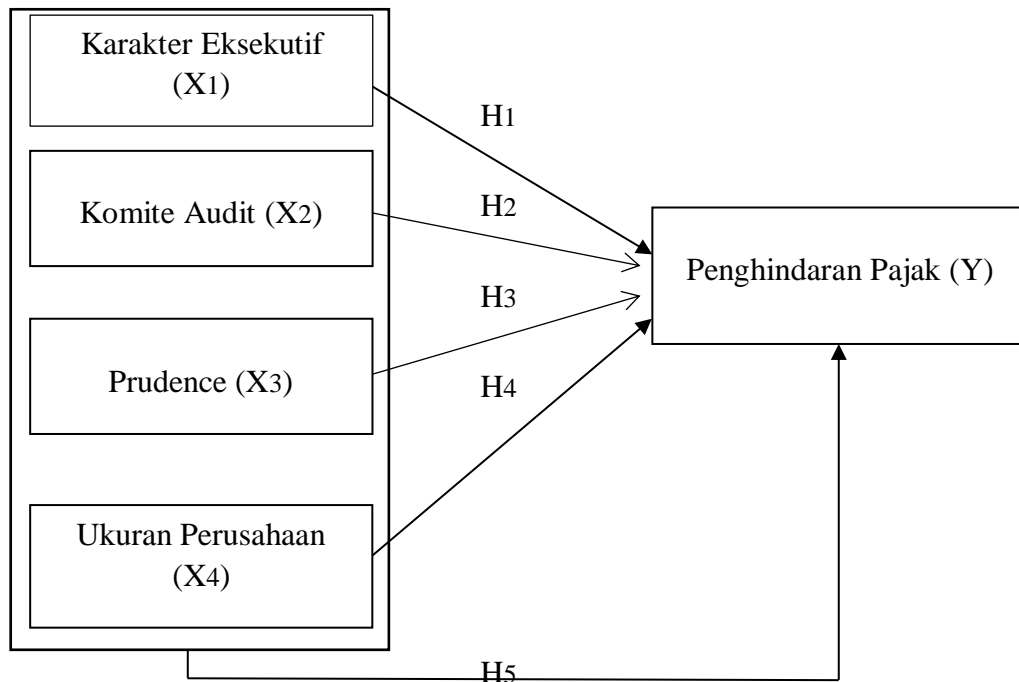 Karakter Eksekutif
(X1)
H1
Komite Audit (X2)
H2
Penghindaran Pajak (Y)
H3
Prudence (X3)
H4
Ukuran Perusahaan
(X4)
H5